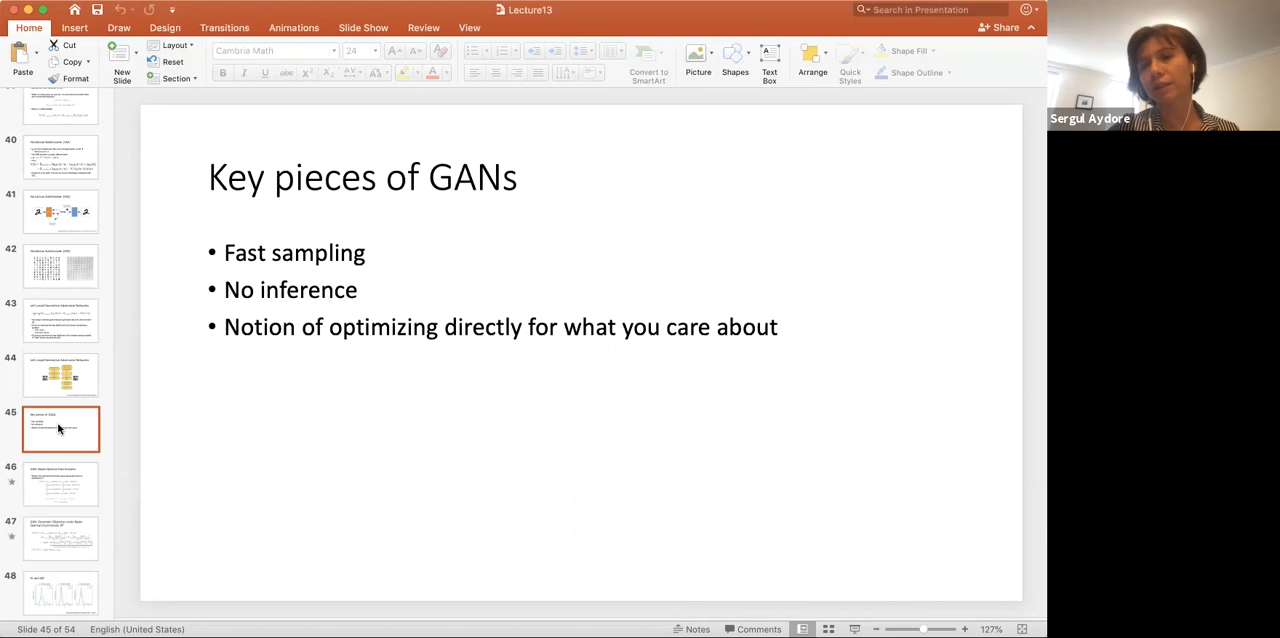 Lecture13
Search in Presentation
Home Insert Draw Design Transitions Animations Slide Show Review View
Share
Paste
Cut
Copy
Format
New
Slide
Layout
Reset
Section
Cambria Math
24
Convert to
SmartArt
Picture
Shapes
Text
Box
Arrange
Quick
Styles
Shape Fill
Shape Outline
Sergul Aydore
40
41
42
43
44
45
46
47
48
Key pieces of GANs
• Fast sampling
• No inference
• Notion of optimizing directly for what you care about
Slide 45 of 54 English (United States)
Notes Comments 127%